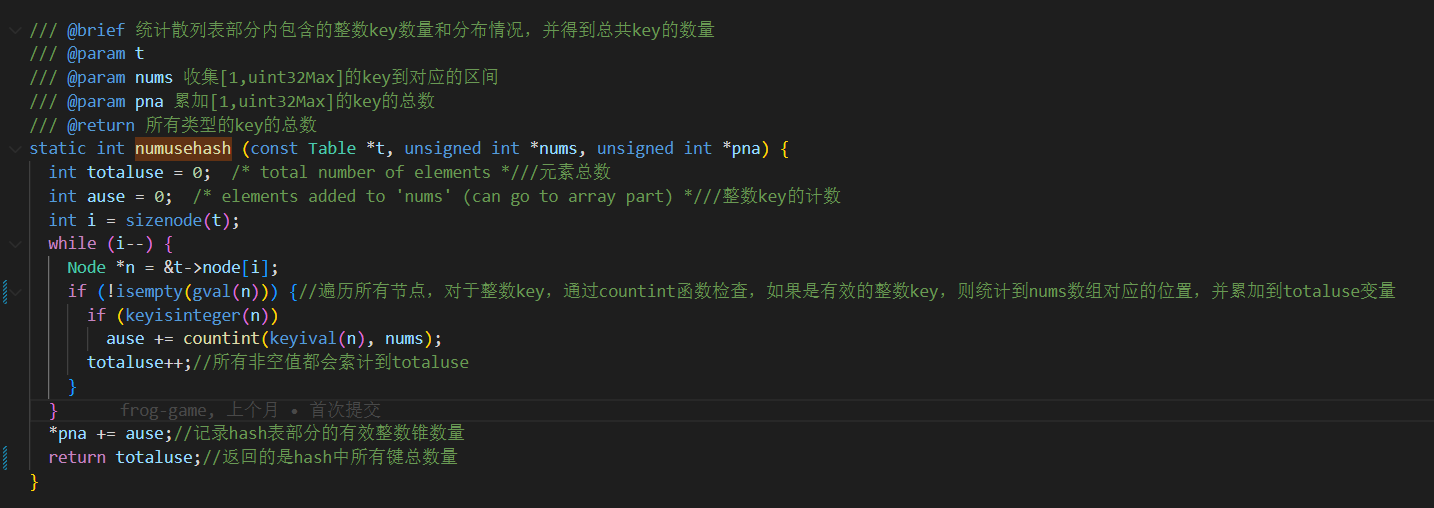 /// @brief 统计散列表部分内包含的整数key数量和分布情况，并得到总共key的数量
/// @param t
/// @param nums 收集[1,uint32Max]的key到对应的区间
/// @param pna 累加[1,uint32Max]的key的总数
/// @return 所有类型的key的总数
static int numusehash (const Table *t, unsigned int *nums, unsigned int *pna) {
  int totaluse = 0;  /* total number of elements *///元素总数
  int ause = 0;  /* elements added to 'nums' (can go to array part) *///整数key的计数
  int i = sizenode(t);
  while (i--) {
    Node *n = &t->node[i];
    if (!isempty(gval(n))) {//遍历所有节点，对于整数key，通过countint函数检查，如果是有效的整数key，则统计到nums数组对应的位置，并累加到totaluse变量
      if (keyisinteger(n))
        ause += countint(keyival(n), nums);
      totaluse++;//所有非空值都会索计到totaluse
    }
  }      frog-game, 上个月 • 首次提交
  *pna += ause;//记录hash表部分的有效整数锥数量
  return totaluse;//返回的是hash中所有键总数量
}